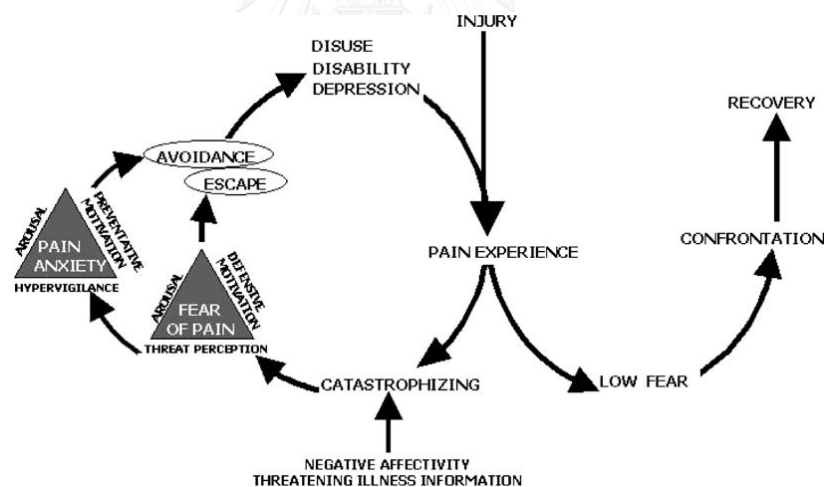 INJURY
DISUSE
DISABILITY
DEPRESSION
RECOVERY
AVOIDANCE
ESCAPE
AROUSAL
PAIN
ANXIETY
PREVENTATIVE
MOTIVATION
HYPERVIGILANCE
AROUSAL
FEAR
OF PAIN
DEFENSIVE
MOTIVATION
THREAT PERCEPTION
PAIN EXPERIENCE
CONFRONTATION
CATASTROPHIZING
LOW FEAR
NEGATIVE AFFECTIVITY
THREATENING ILLNESS INFORMATION